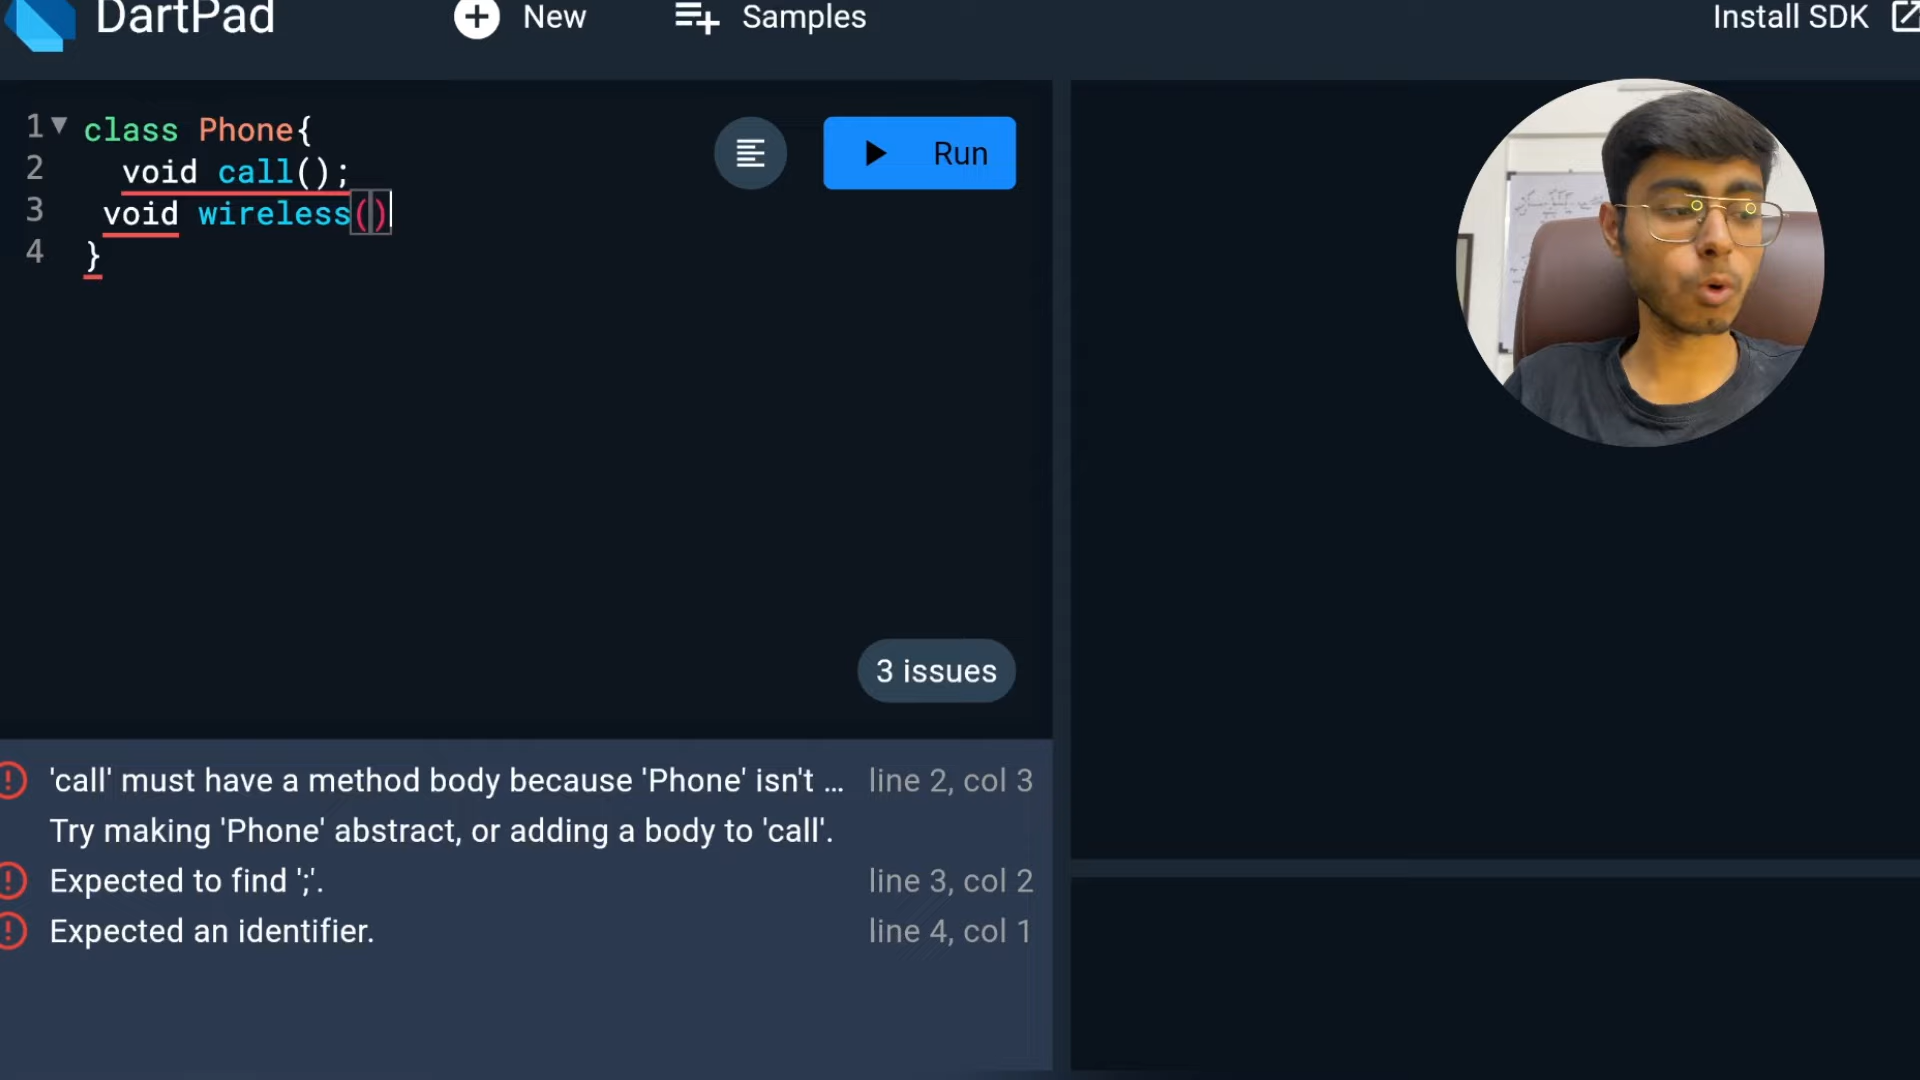 DartPad
New
Samples
Install SDK
1 class Phone{
2 void call();
3 void wireless()
4 }
Run
3 issues
'call' must have a method body because 'Phone' isn't ... line 2, col 3
Try making 'Phone' abstract, or adding a body to 'call'.
Expected to find ';'. line 3, col 2
Expected an identifier. line 4, col 1